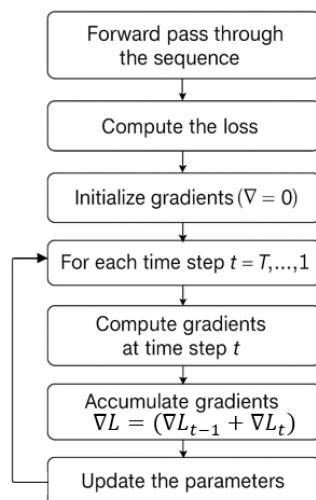 Forward pass through
the sequence
Compute the loss
Initialize gradients (∇ = 0)
For each time step t = T,...,1
Compute gradients
at time step t
Accumulate gradients
∇L = (∇L_{t−1} + ∇L_t)
Update the parameters